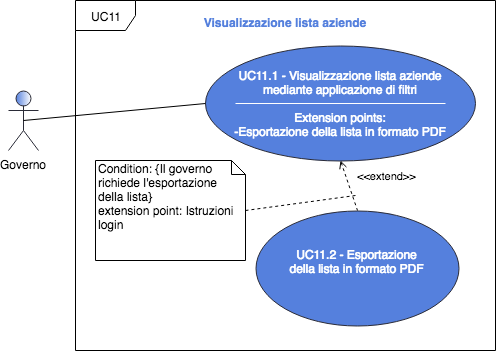 UC11
Visualizzazione lista aziende
UC11.1 - Visualizzazione lista aziende
mediante applicazione di filtri
Extension points:
-Esportazione della lista in formato PDF
Governo
Condition: {Il governo
richiede l'esportazione
della lista}
extension point: Istruzioni
login
<<extend>>
UC11.2 - Esportazione
della lista in formato PDF